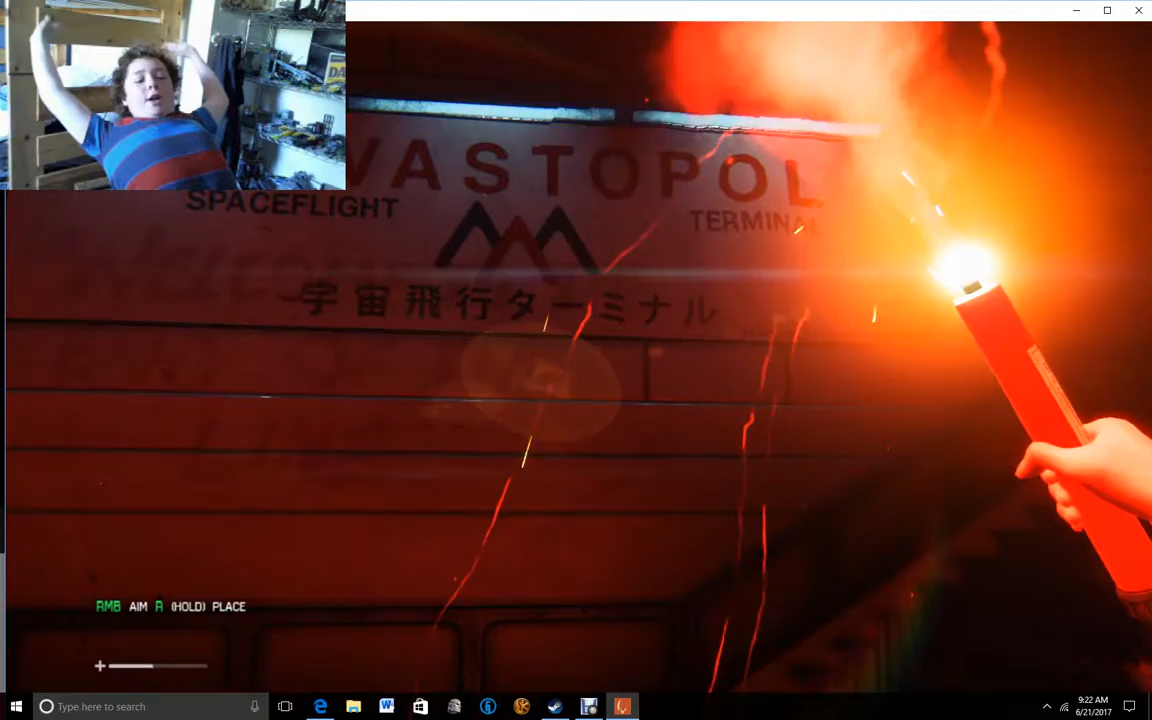 VASTOPOL
SPACEFLIGHT
TERMINAL
宇宙飛行ターミナル
RMB AIM R (HOLD) PLACE
Type here to search
9:22 AM
6/21/2017